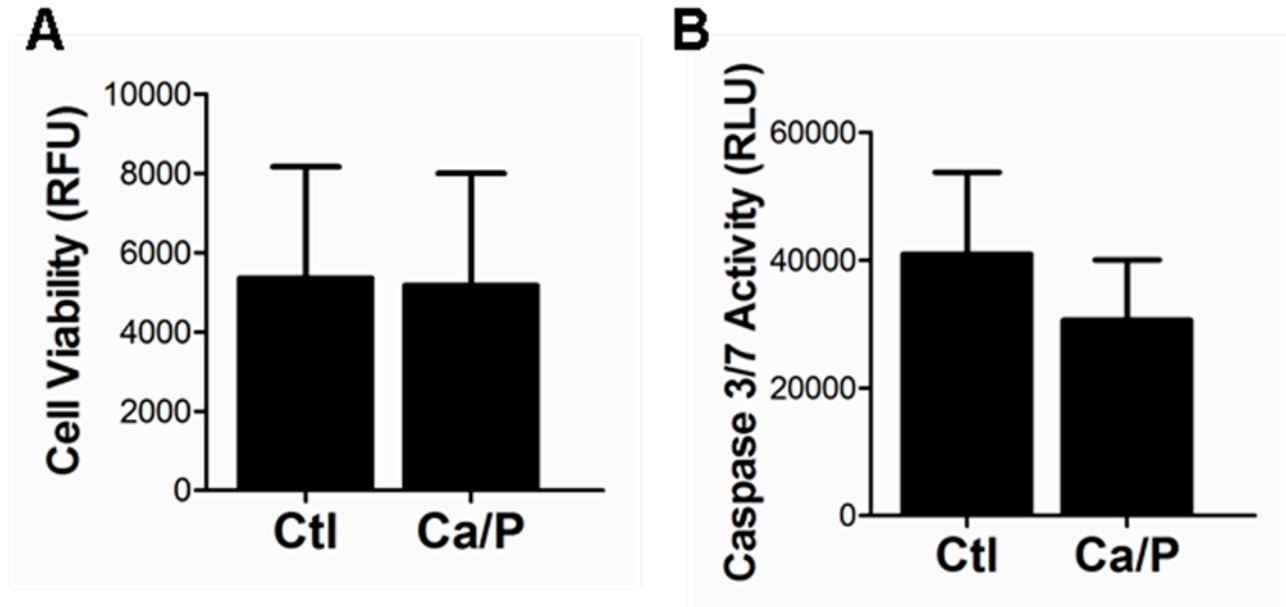 A
Cell Viability (RFU)
10000
8000
6000
4000
2000
0
Ctl
Ca/P
B
Caspase 3/7 Activity (RLU)
60000
40000
20000
0
Ctl
Ca/P